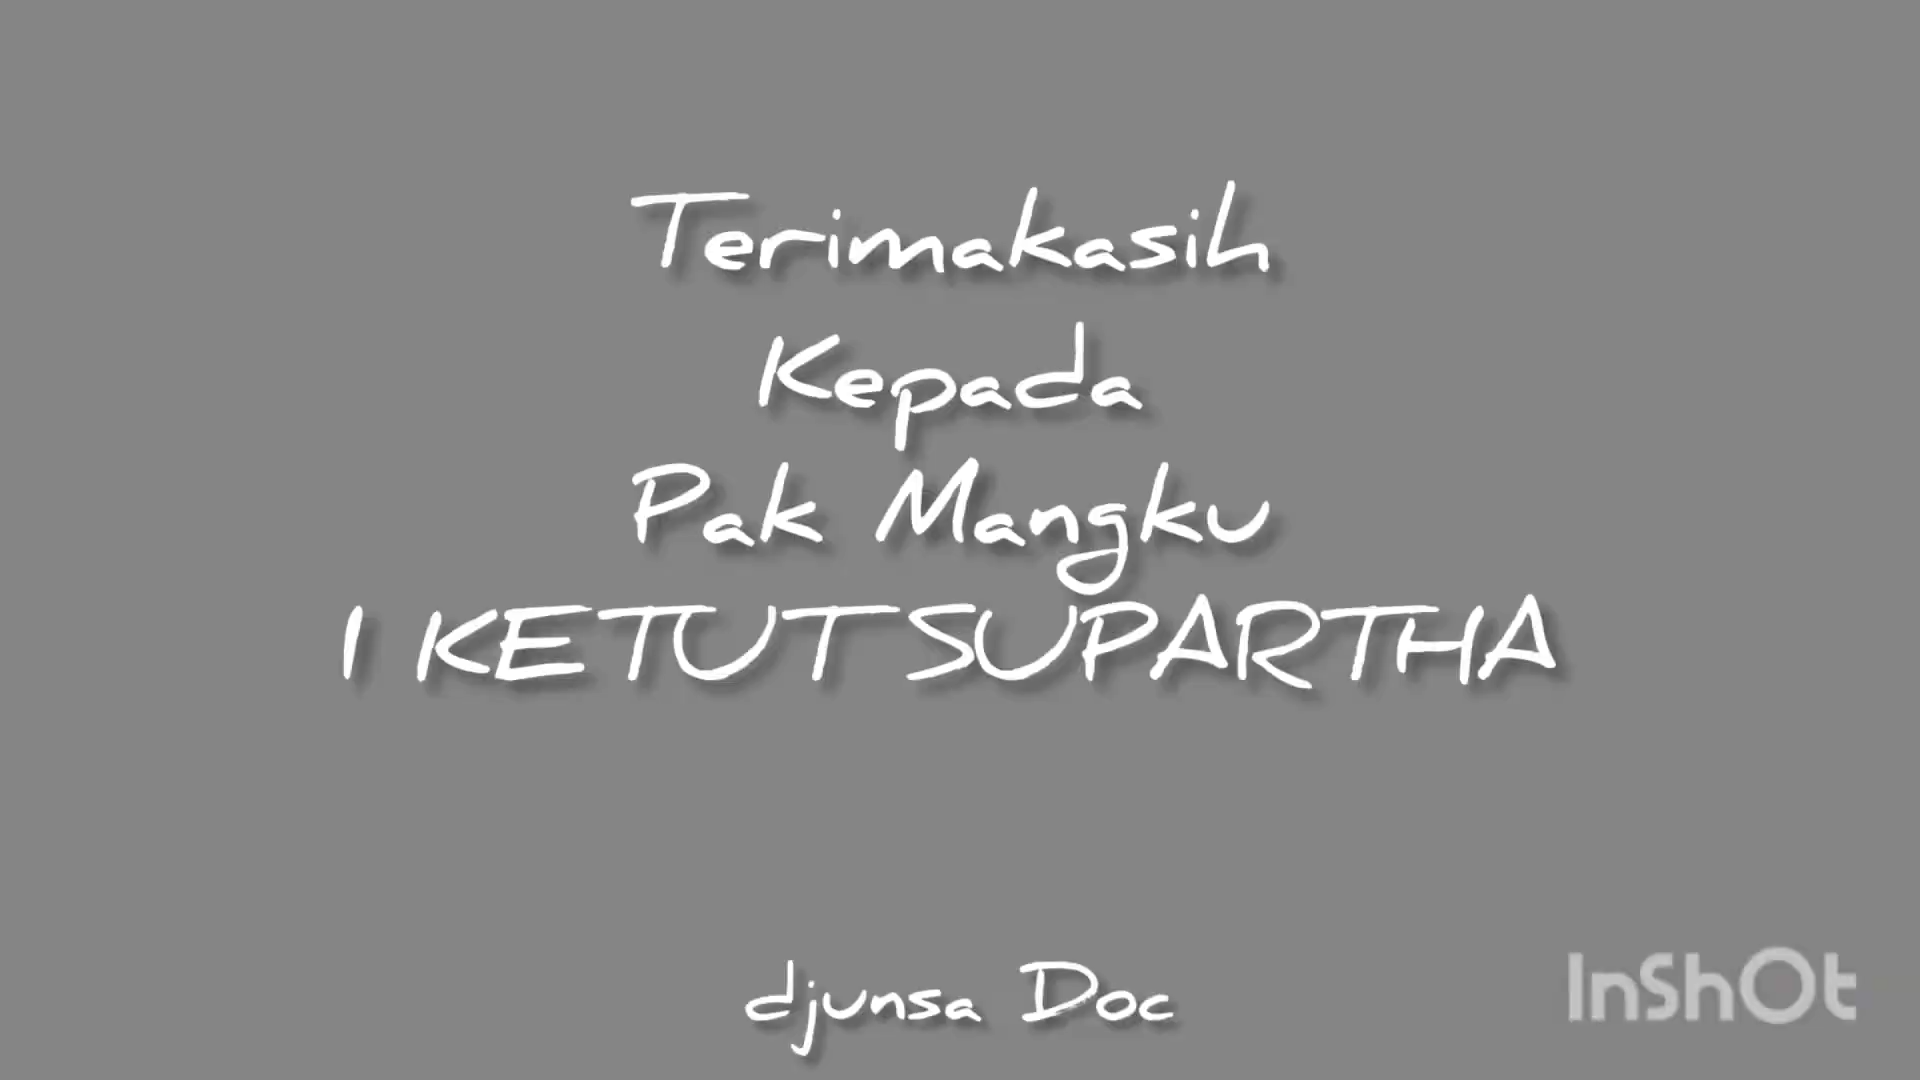 Terimakasih
Kepada
Pak Mangku
I KETUT SUPARTHA
djunsa Doc
InShOt